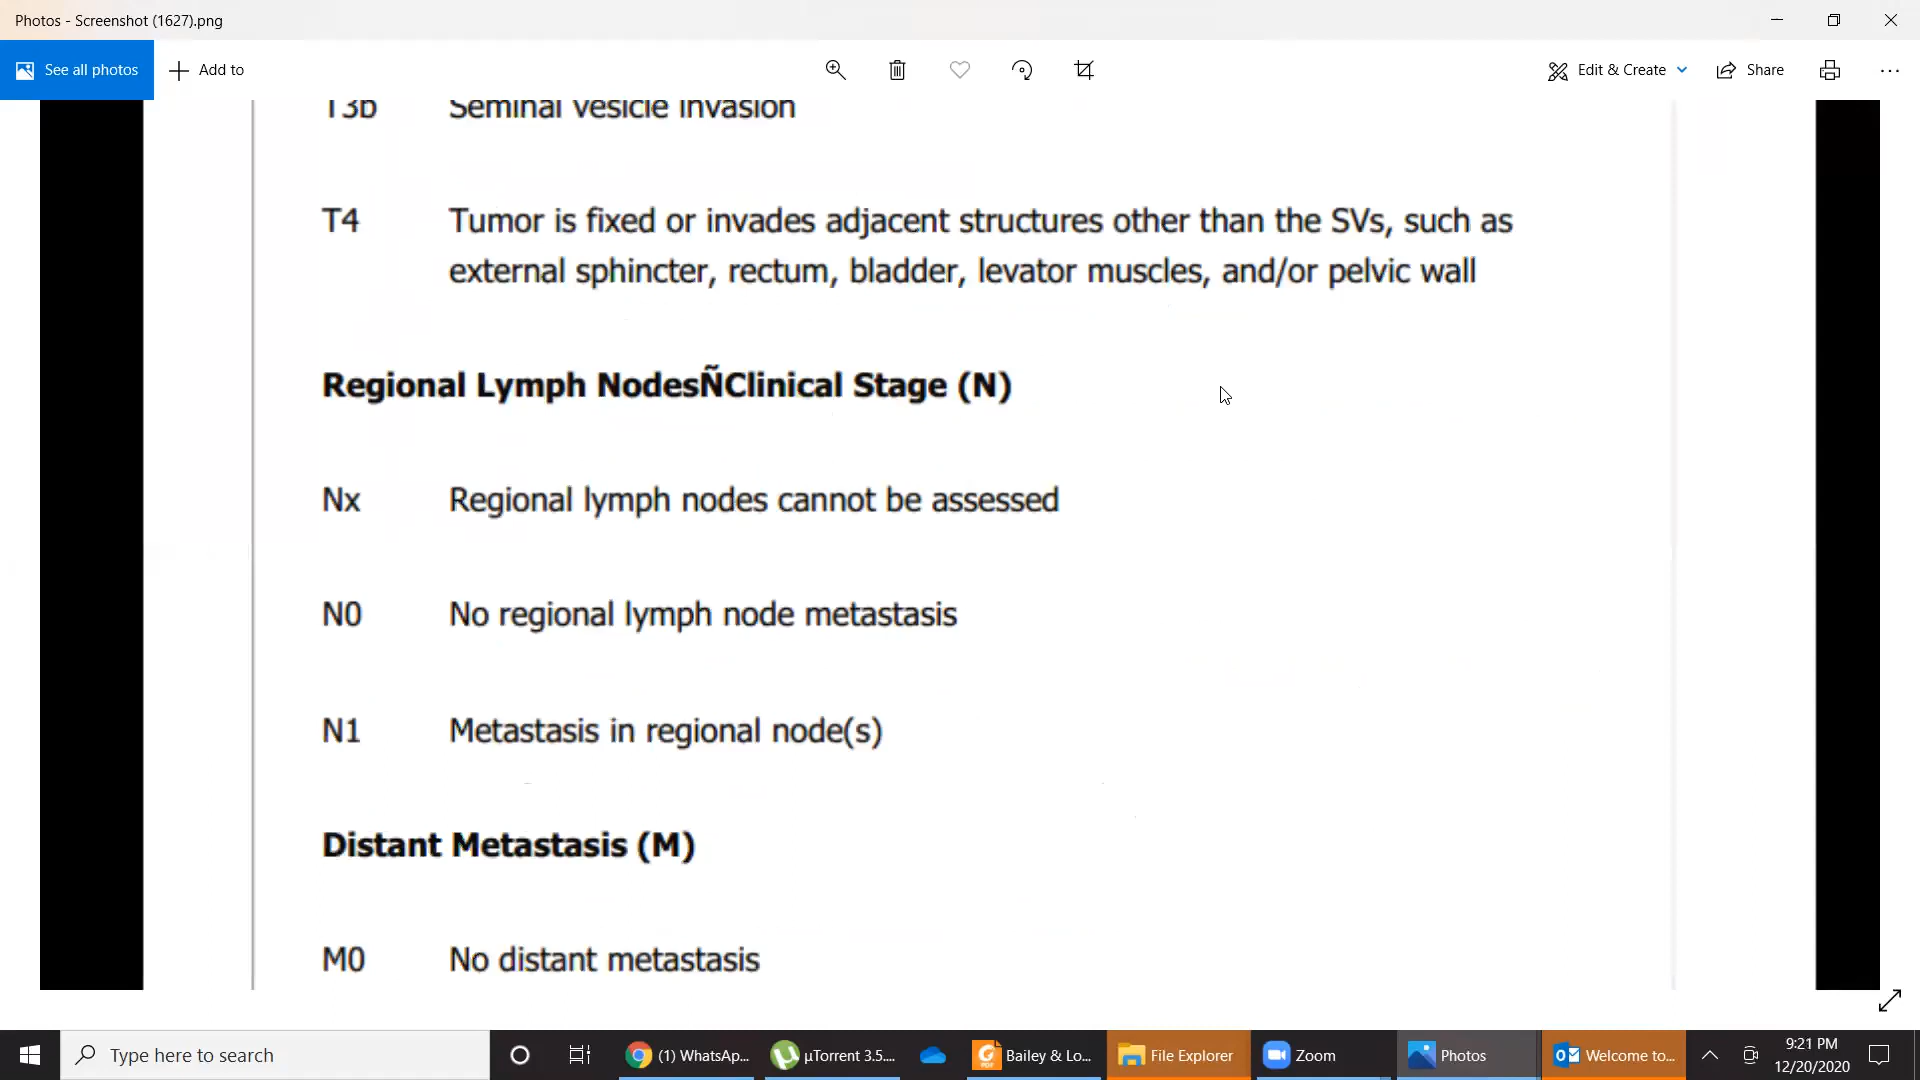 Photos - Screenshot (1627).png
See all photos
Add to
Edit & Create
Share
T3b Seminal vesicle invasion
T4 Tumor is fixed or invades adjacent structures other than the SVs, such as
external sphincter, rectum, bladder, levator muscles, and/or pelvic wall
Regional Lymph NodesÑClinical Stage (N)
Nx Regional lymph nodes cannot be assessed
N0 No regional lymph node metastasis
N1 Metastasis in regional node(s)
Distant Metastasis (M)
M0 No distant metastasis
Type here to search
(1) WhatsAp...
µTorrent 3.5....
Bailey & Lo...
File Explorer
Zoom
Photos
Welcome to...
9:21 PM
12/20/2020